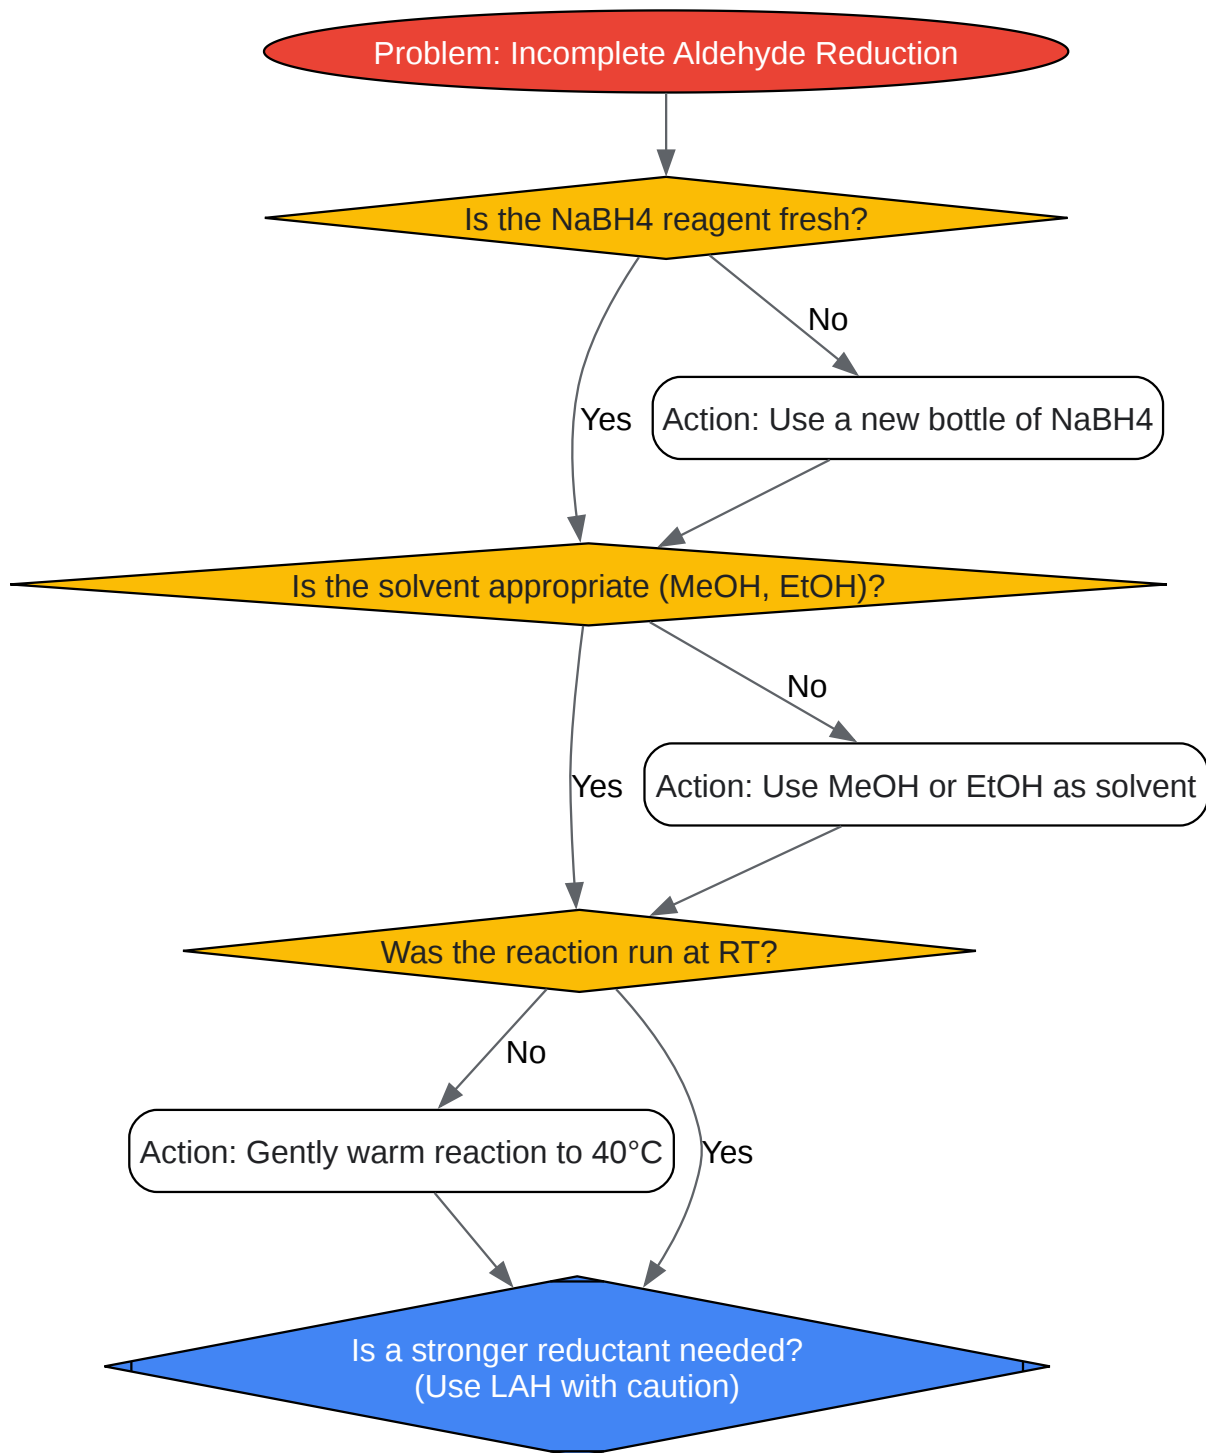 Problem: Incomplete Aldehyde Reduction
Is the NaBH4 reagent fresh?
No
Yes
Action: Use a new bottle of NaBH4
Is the solvent appropriate (MeOH, EtOH)?
No
Yes
Action: Use MeOH or EtOH as solvent
Was the reaction run at RT?
No
Action: Gently warm reaction to 40°C
Yes
Is a stronger reductant needed?
(Use LAH with caution)